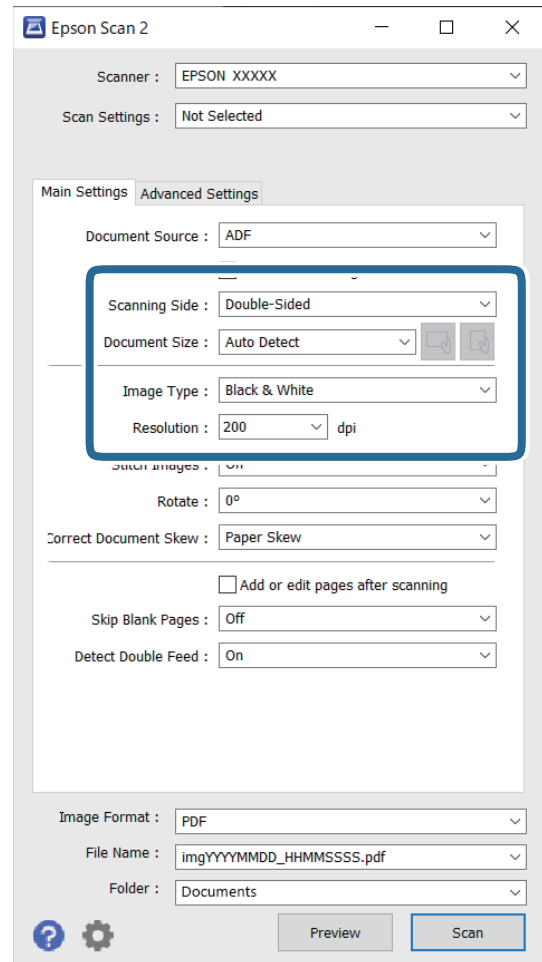 Epson Scan 2
Scanner : EPSON XXXXX
Scan Settings : Not Selected
Main Settings Advanced Settings
Document Source : ADF
Scanning Side : Double-Sided
Document Size : Auto Detect
Image Type : Black & White
Resolution : 200 dpi
Stitch Images : Off
Rotate : 0°
Correct Document Skew : Paper Skew
Add or edit pages after scanning
Skip Blank Pages : Off
Detect Double Feed : On
Image Format : PDF
File Name : imgYYYYMMDD_HHMMSSSS.pdf
Folder : Documents
? Preview Scan